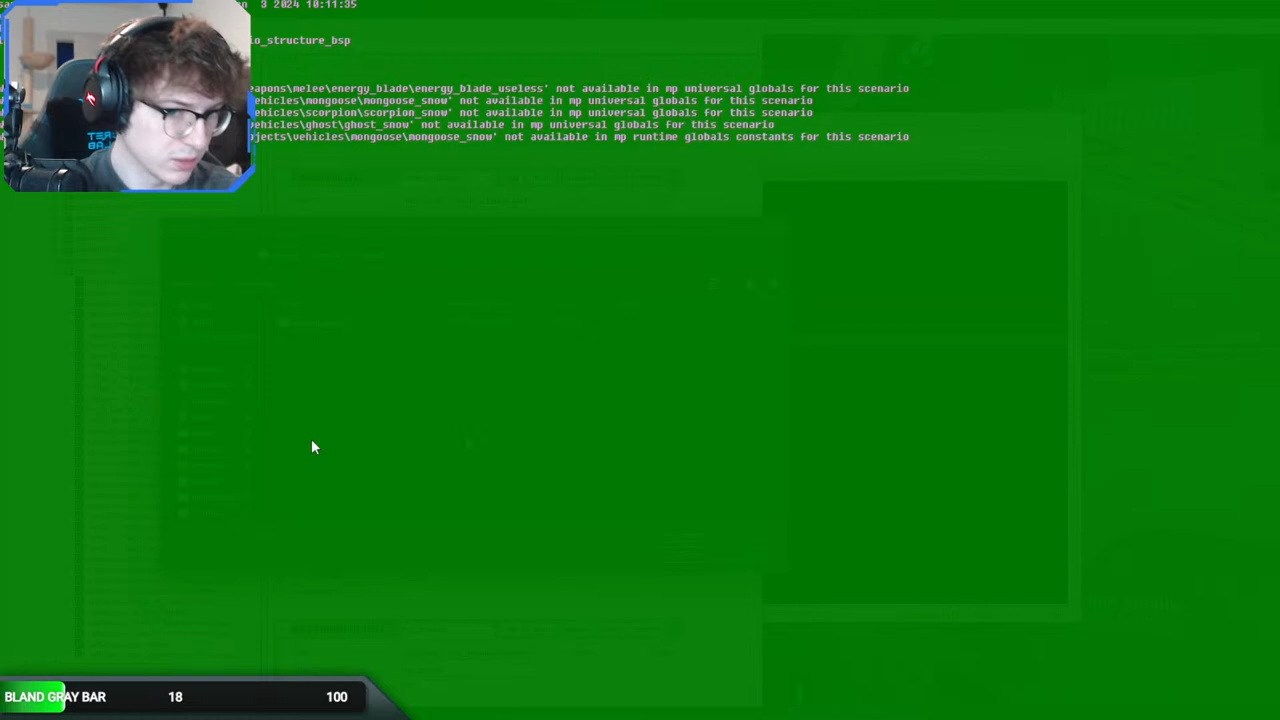 3 2024 10:11:35
io_structure_bsp
eapons\melee\energy_blade\energy_blade_useless' not available in mp universal globals for this scenario
ehicles\mongoose\mongoose_snow' not available in mp universal globals for this scenario
ehicles\scorpion\scorpion_snow' not available in mp universal globals for this scenario
ehicles\ghost\ghost_snow' not available in mp universal globals for this scenario
bjects\vehicles\mongoose\mongoose_snow' not available in mp runtime globals constants for this scenario
BLAND GRAY BAR 18 100